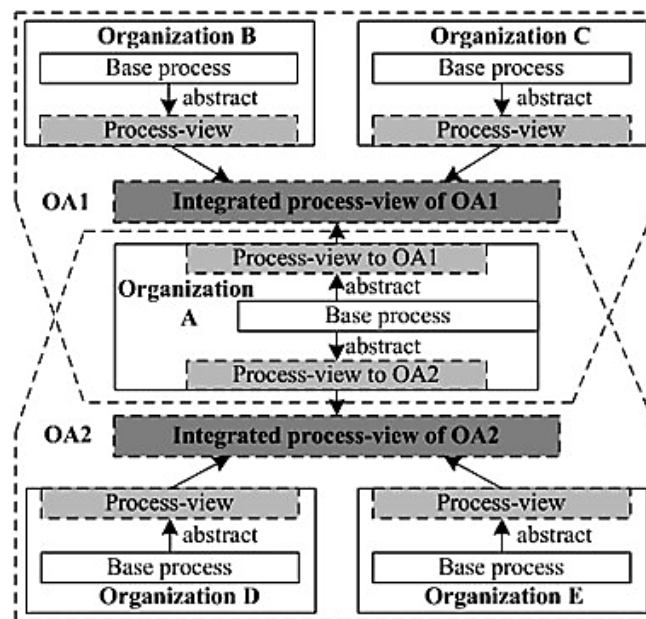 Organization B
Base process
abstract
Process-view
Organization C
Base process
abstract
Process-view
OA1
Integrated process-view of OA1
Process-view to OA1
abstract
Organization
A
Base process
abstract
Process-view to OA2
OA2
Integrated process-view of OA2
Process-view
abstract
Base process
Organization D
Process-view
abstract
Base process
Organization E